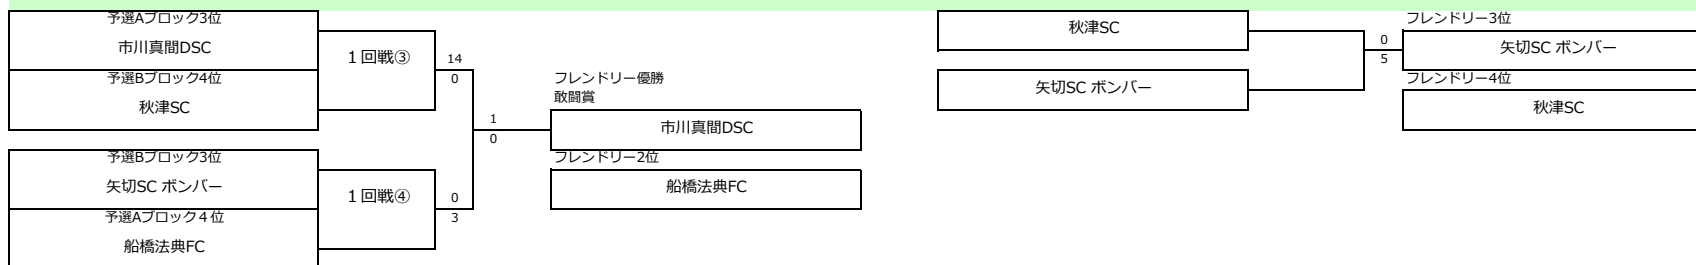 予選Aブロック3位
市川真間DSC
予選Bブロック4位
秋津SC
１回戦③
14
0
予選Bブロック3位
矢切SC ボンバー
予選Aブロック４位
船橋法典FC
１回戦④
0
3
1
0
フレンドリー優勝
敢闘賞
市川真間DSC
フレンドリー2位
船橋法典FC
秋津SC
矢切SC ボンバー
0
5
フレンドリー3位
矢切SC ボンバー
フレンドリー4位
秋津SC